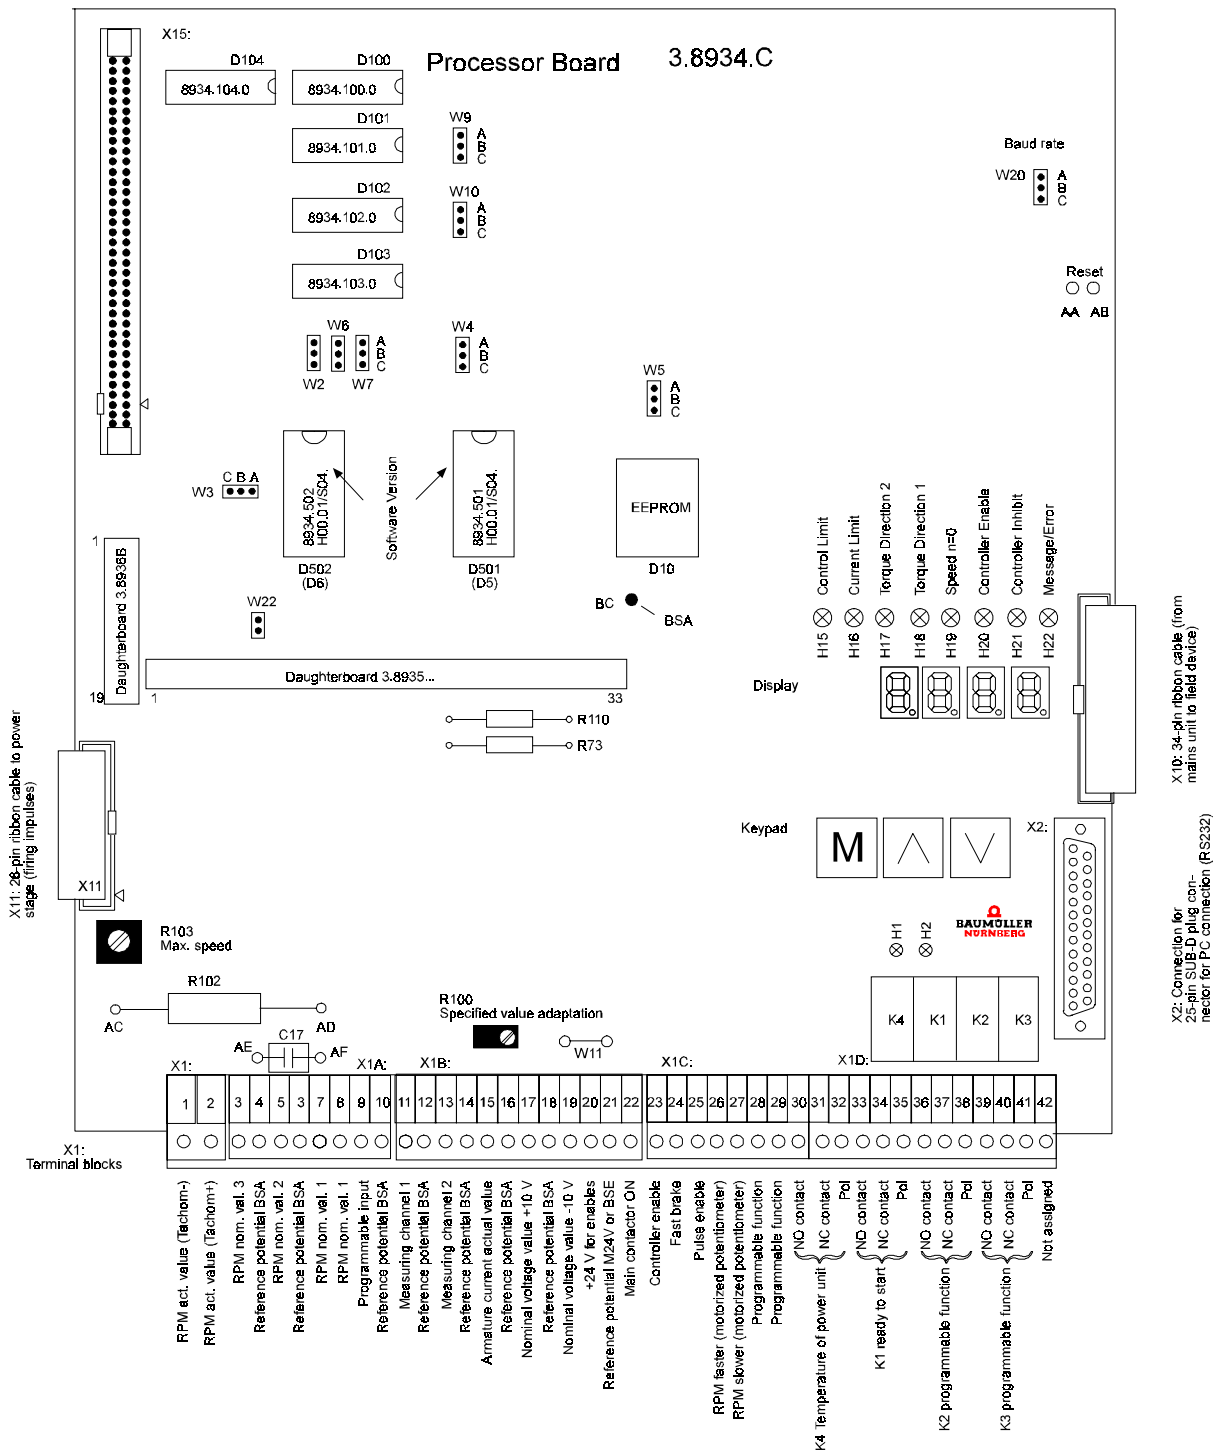 X15:
Processor Board 3.8934.C
D104
8934.104.0
D100
8934.100.0
D101
8934.101.0
D102
8934.102.0
D103
8934.103.0
W9
A
B
C
W10
A
B
C
Baud rate
W20
A
B
C
Reset
AA AB
W6
W2 W7
A
B
C
W4
A
B
C
W5
A
B
C
C B A
W3
8934.502
H00.01/S04.
D502
(D6)
Software Version
8934.501
H00.01/S04.
D501
(D5)
EEPROM
D10
BC
BSA
W22
1
Daughterboard 3.8936B
19
Daughterboard 3.8935...
1
33
R110
R73
Control Limit
Current Limit
Torque Direction 2
Torque Direction 1
Speed n=0
Controller Enable
Controller Inhibit
Message/Error
H15
H16
H17
H18
H19
H20
H21
H22
Display
8. 8. 8. 8.
X10: 34-pin ribbon cable (from
mains unit to field device)
X11: 26-pin ribbon cable to power
stage (firing impulses)
X11
Keypad
M
X2:
X2: Connection for
25-pin SUB-D plug con-
nector for PC connection (RS232)
R103
Max. speed
H1
H2
BAUMÜLLER
NÜRNBERG
R102
AC
AD
C17
AE
AF
R100
Specified value adaptation
W11
K4 K1 K2 K3
X1: X1A: X1B: X1C: X1D:
1 2 3 4 5 3 7 8 9 10 11 12 13 14 15 16 17 18 19 20 21 22 23 24 25 26 27 28 29 30 31 32 33 34 35 36 37 38 39 40 41 42
X1:
Terminal blocks
RPM act. value (Tachom-)
RPM act. value (Tachom+)
RPM nom. val. 3
Reference potential BSA
RPM nom. val. 2
Reference potential BSA
RPM nom. val. 1
RPM nom. val. 1
Programmable input
Reference potential BSA
Measuring channel 1
Reference potential BSA
Measuring channel 2
Reference potential BSA
Armature current actual value
Reference potential BSA
Nominal voltage value +10 V
Reference potential BSA
Nominal voltage value -10 V
+24 V for enables
Reference potential M24V or BSE
Main contactor ON
Controller enable
Fast brake
Pulse enable
RPM faster (motorized potentiometer)
RPM slower (motorized potentiometer)
Programmable function
Programmable function
NO contact
NC contact
Pol
K4 Temperature of power unit
NO contact
NC contact
Pol
K1 ready to start
NO contact
NC contact
Pol
K2 programmable function
NO contact
NC contact
Pol
K3 programmable function
Not assigned